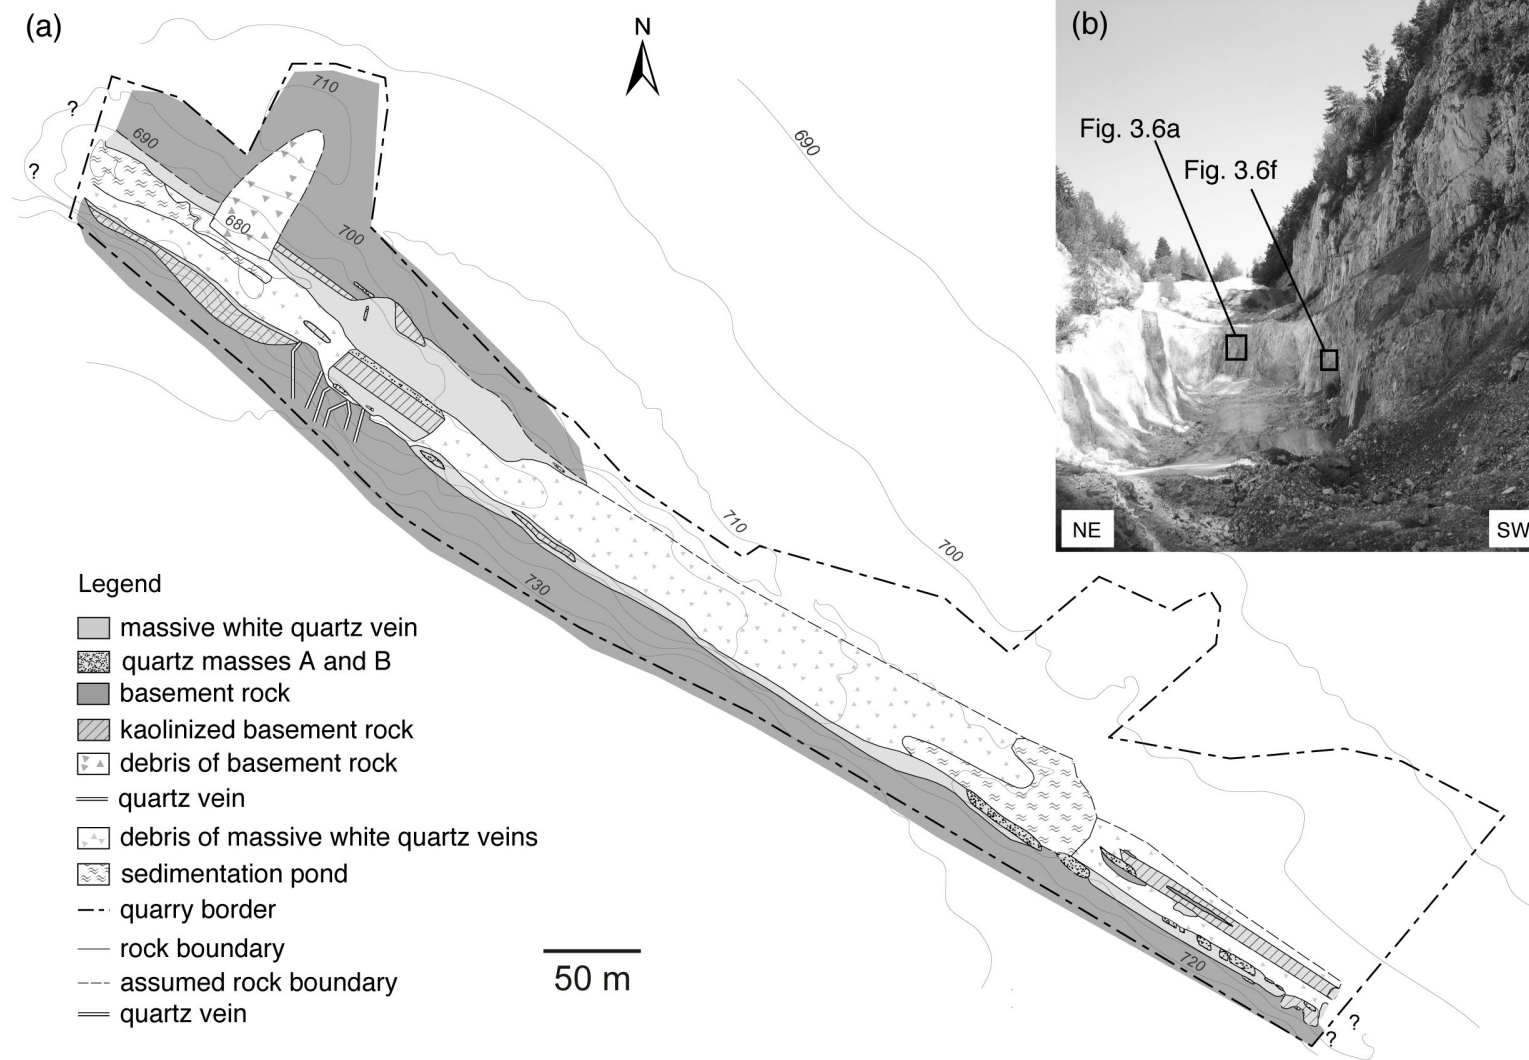 (a)
N
?
?
710
690
680
700
690
710
700
730
720
?
?
Legend
massive white quartz vein
quartz masses A and B
basement rock
kaolinized basement rock
debris of basement rock
quartz vein
debris of massive white quartz veins
sedimentation pond
quarry border
rock boundary
assumed rock boundary
quartz vein
50 m
(b)
Fig. 3.6a
Fig. 3.6f
NE
SW